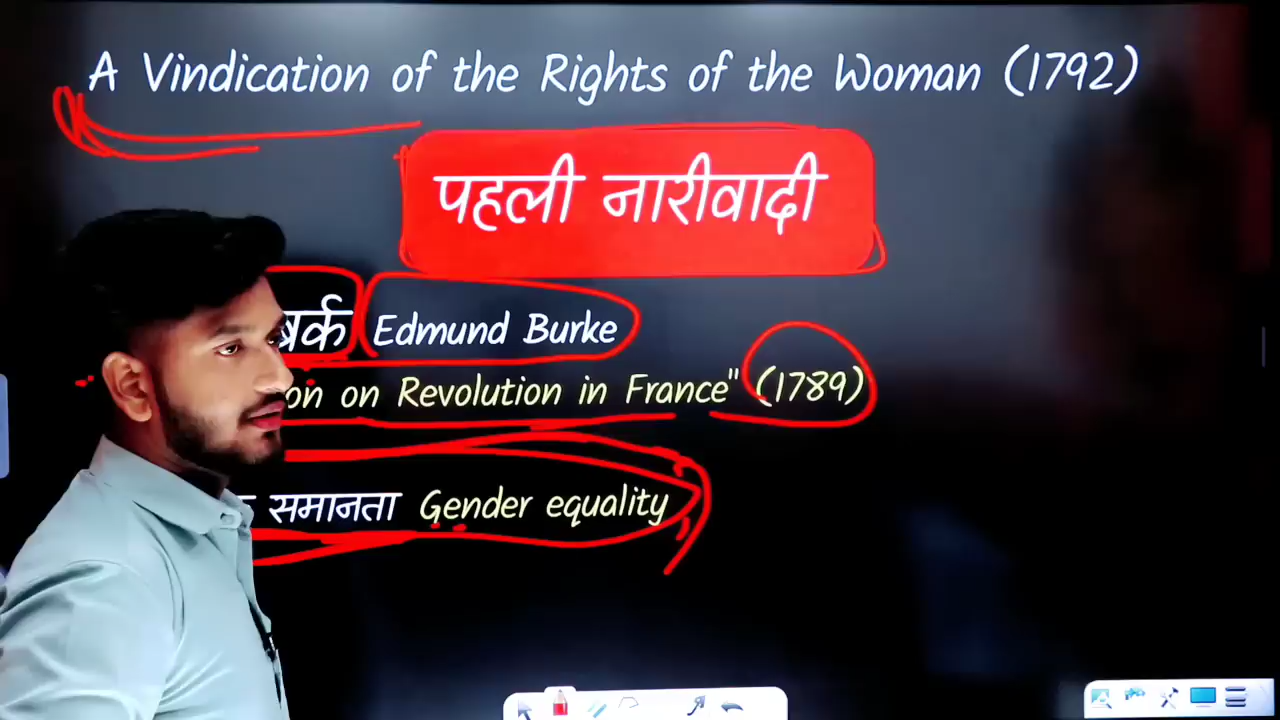 A Vindication of the Rights of the Woman (1792)
पहली नारीवादी
बर्क Edmund Burke
on on Revolution in France" (1789)
समानता Gender equality